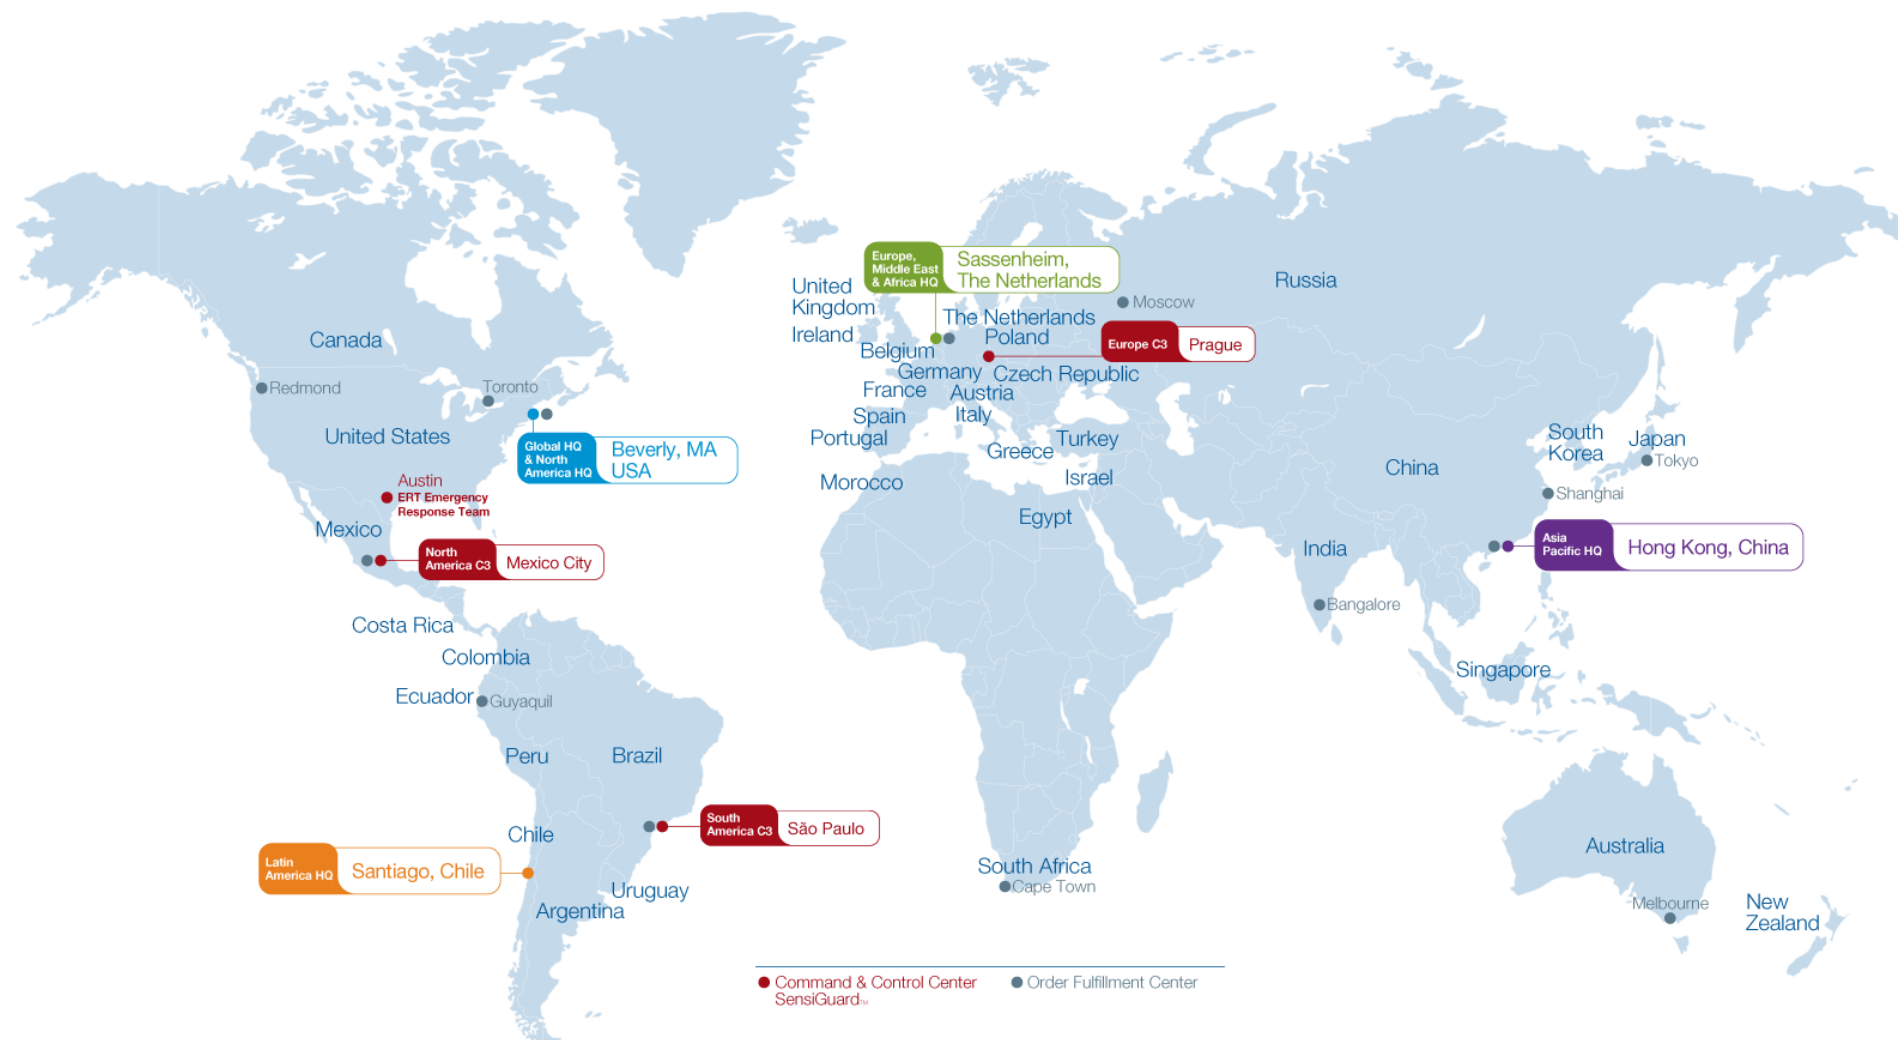 Europe,
Middle East
& Africa HQ
Sassenheim,
The Netherlands
United
Kingdom
Ireland
Russia
Moscow
The Netherlands
Poland
Europe C3
Prague
Belgium
Germany
Czech Republic
France
Austria
Spain
Italy
Portugal
Greece
Turkey
Morocco
Israel
Egypt
Canada
Redmond
Toronto
United States
Global HQ
& North
America HQ
Beverly, MA
USA
Austin
ERT Emergency
Response Team
Mexico
North
America C3
Mexico City
South
Korea
Japan
Tokyo
China
Shanghai
Asia
Pacific HQ
Hong Kong, China
India
Bangalore
Singapore
Costa Rica
Colombia
Ecuador
Guyaquil
Peru
Brazil
South
America C3
São Paulo
Chile
Latin
America HQ
Santiago, Chile
Uruguay
Argentina
South Africa
Cape Town
Australia
Melbourne
New
Zealand
Command & Control Center
SensiGuard™
Order Fulfillment Center